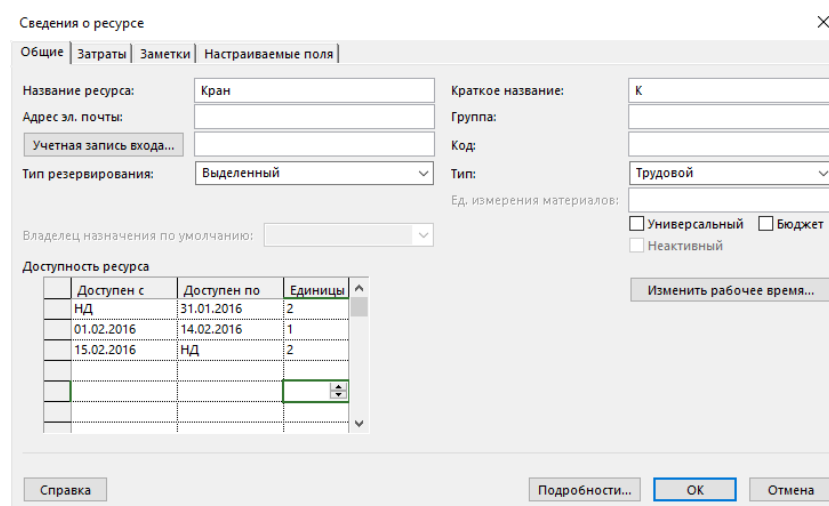 Сведения о ресурсе
Общие Затраты Заметки Настраиваемые поля
Название ресурса: Кран Краткое название: К
Адрес эл. почты: Группа:
Учетная запись входа... Код:
Тип резервирования: Выделенный Тип: Трудовой
Ед. измерения материалов:
Универсальный Бюджет
Владелец назначения по умолчанию: Неактивный
Доступность ресурса
Доступен с Доступен по Единицы Изменить рабочее время...
НД 31.01.2016 2
01.02.2016 14.02.2016 1
15.02.2016 НД 2
Справка Подробности... ОК Отмена